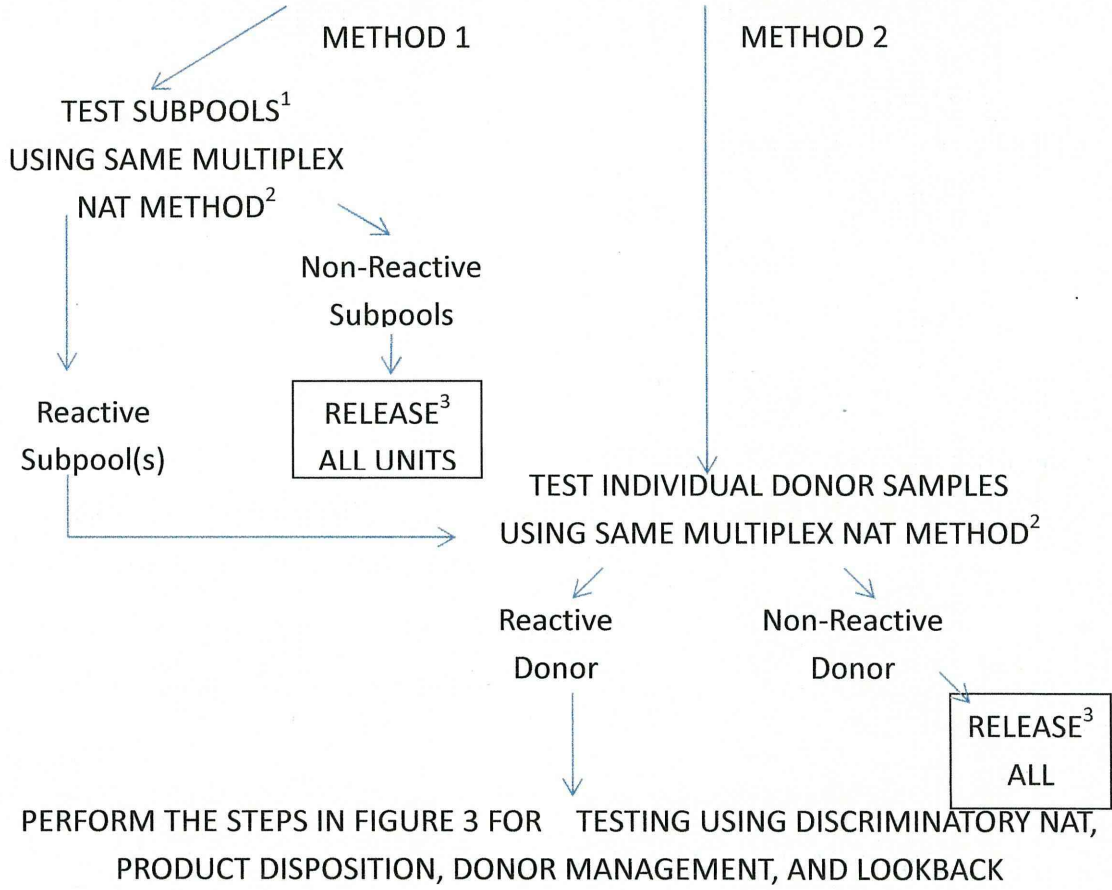 METHOD 1
METHOD 2
TEST SUBPOOLS¹
USING SAME MULTIPLEX
NAT METHOD²
Non-Reactive
Subpools
Reactive
Subpool(s)
RELEASE³
ALL UNITS
TEST INDIVIDUAL DONOR SAMPLES
USING SAME MULTIPLEX NAT METHOD²
Reactive
Donor
Non-Reactive
Donor
RELEASE³
ALL
PERFORM THE STEPS IN FIGURE 3 FOR TESTING USING DISCRIMINATORY NAT,
PRODUCT DISPOSITION, DONOR MANAGEMENT, AND LOOKBACK